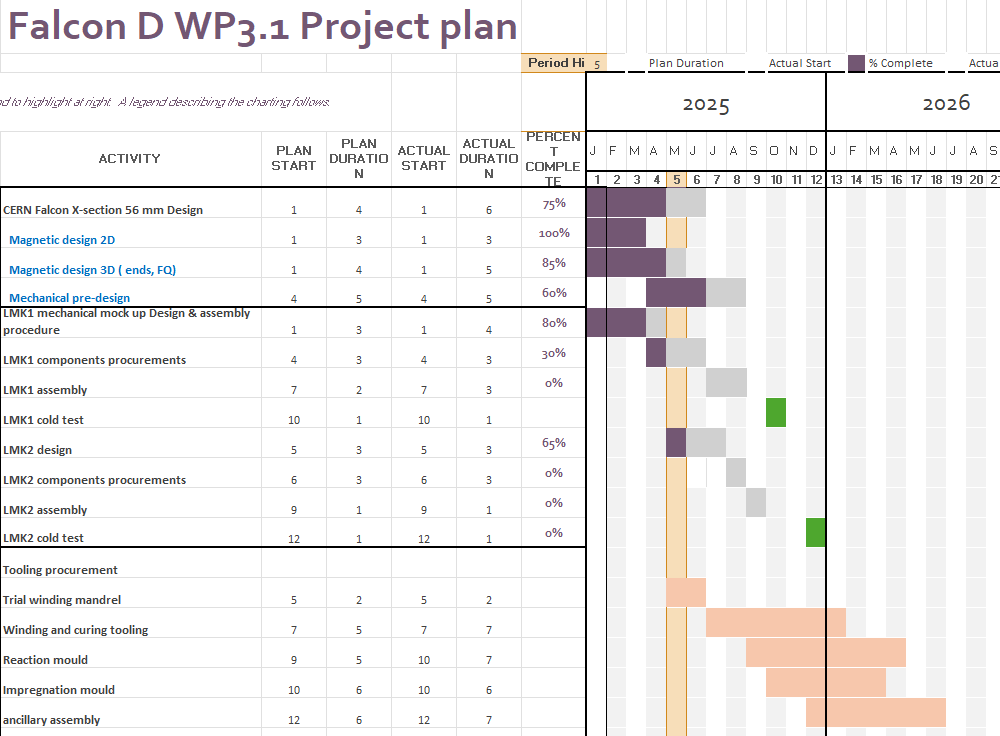 Falcon D WP3.1 Project plan
Period Hi 5 Plan Duration Actual Start % Complete Actua
d to highlight at right. A legend describing the charting follows.
2025 2026
ACTIVITY PLAN START PLAN DURATION ACTUAL START ACTUAL DURATION PERCENT COMPLETE
J F M A M J J A S O N D J F M A M J J A S
1 2 3 4 5 6 7 8 9 10 11 12 13 14 15 16 17 18 19 20 21
CERN Falcon X-section 56 mm Design 1 4 1 6 75%
Magnetic design 2D 1 3 1 3 100%
Magnetic design 3D ( ends, FQ) 1 4 1 5 85%
Mechanical pre-design 4 5 4 5 60%
LMK1 mechanical mock up Design & assembly
procedure 1 3 1 4 80%
LMK1 components procurements 4 3 4 3 30%
LMK1 assembly 7 2 7 3 0%
LMK1 cold test 10 1 10 1
LMK2 design 5 3 5 3 65%
LMK2 components procurements 6 3 6 3 0%
LMK2 assembly 9 1 9 1 0%
LMK2 cold test 12 1 12 1 0%
Tooling procurement
Trial winding mandrel 5 2 5 2
Winding and curing tooling 7 5 7 7
Reaction mould 9 5 10 7
Impregnation mould 10 6 10 6
ancillary assembly 12 6 12 7